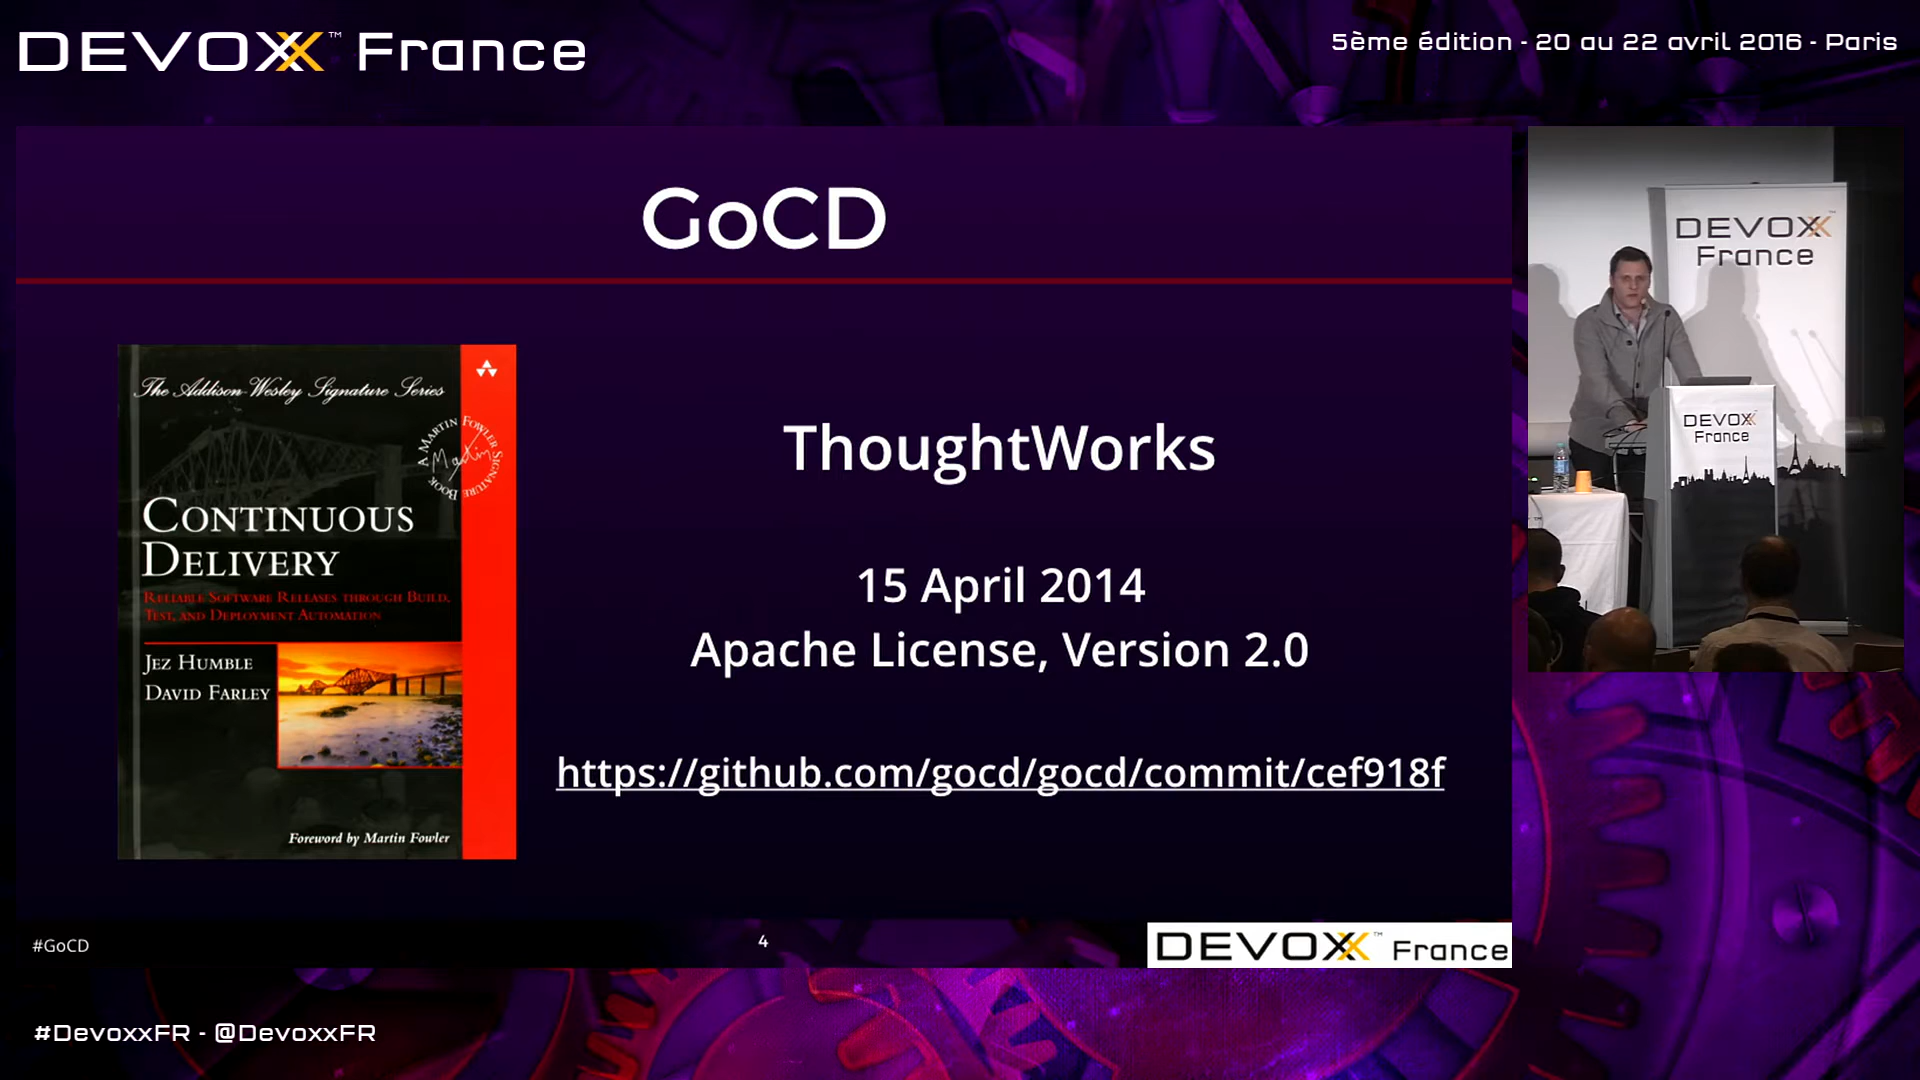 DEVOXX™ France
5ème édition - 20 au 22 avril 2016 - Paris
GoCD
The Addison-Wesley Signature Series
A MARTIN FOWLER SIGNATURE BOOK
Martin
CONTINUOUS
DELIVERY
RELIABLE SOFTWARE RELEASES THROUGH BUILD,
TEST, AND DEPLOYMENT AUTOMATION
JEZ HUMBLE
DAVID FARLEY
Foreword by Martin Fowler
ThoughtWorks
15 April 2014
Apache License, Version 2.0
https://github.com/gocd/gocd/commit/cef918f
#GoCD
4
DEVOXX™ France
DEVOXX™
France
DEVOXX
France
#DevoxxFR - @DevoxxFR